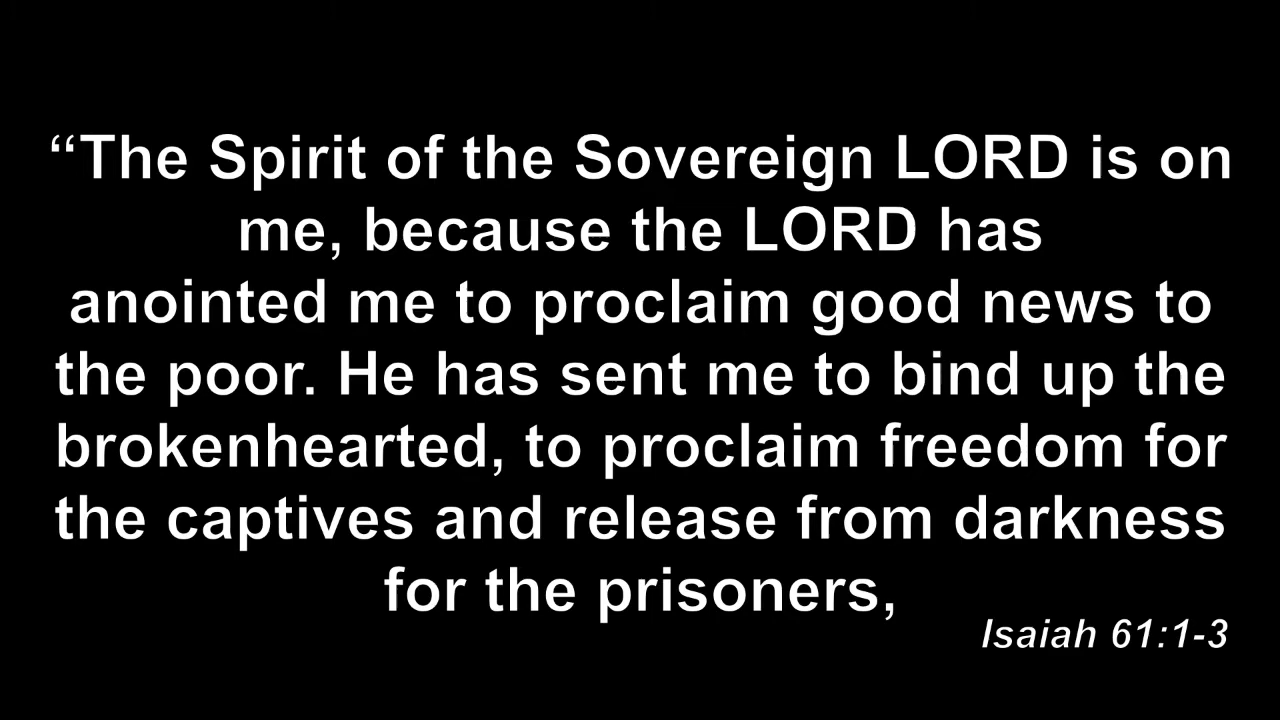 “The Spirit of the Sovereign LORD is on
me, because the LORD has
anointed me to proclaim good news to
the poor. He has sent me to bind up the
brokenhearted, to proclaim freedom for
the captives and release from darkness
for the prisoners,
Isaiah 61:1-3